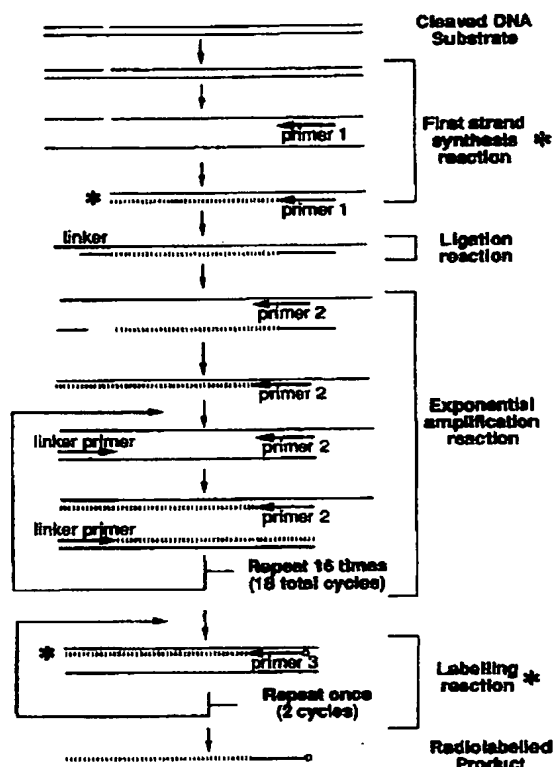 Cleaved DNA
Substrate
primer 1
First strand
synthesis *
reaction
*
primer 1
linker
Ligation
reaction
primer 2
primer 2
Exponential
amplification
reaction
linker primer
primer 2
primer 2
linker primer
Repeat 16 times
(18 total cycles)
*
primer 3
Labelling
reaction *
Repeat once
(2 cycles)
Radiolabelled
Product